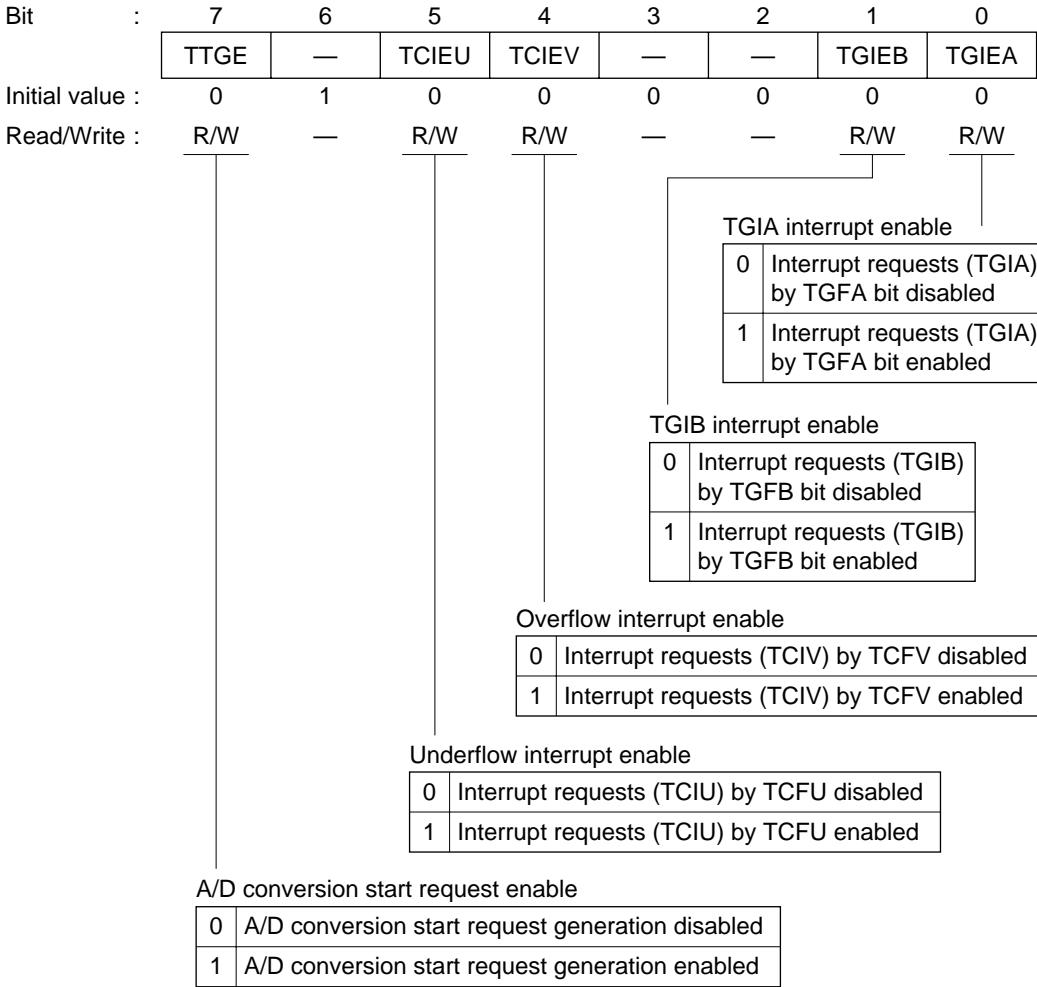 Bit : 7 6 5 4 3 2 1 0
TTGE — TCIEU TCIEV — — TGIEB TGIEA
Initial value : 0 1 0 0 0 0 0 0
Read/Write : R/W — R/W R/W — — R/W R/W
TGIA interrupt enable
0 Interrupt requests (TGIA)
by TGFA bit disabled
1 Interrupt requests (TGIA)
by TGFA bit enabled
TGIB interrupt enable
0 Interrupt requests (TGIB)
by TGFB bit disabled
1 Interrupt requests (TGIB)
by TGFB bit enabled
Overflow interrupt enable
0 Interrupt requests (TCIV) by TCFV disabled
1 Interrupt requests (TCIV) by TCFV enabled
Underflow interrupt enable
0 Interrupt requests (TCIU) by TCFU disabled
1 Interrupt requests (TCIU) by TCFU enabled
A/D conversion start request enable
0 A/D conversion start request generation disabled
1 A/D conversion start request generation enabled